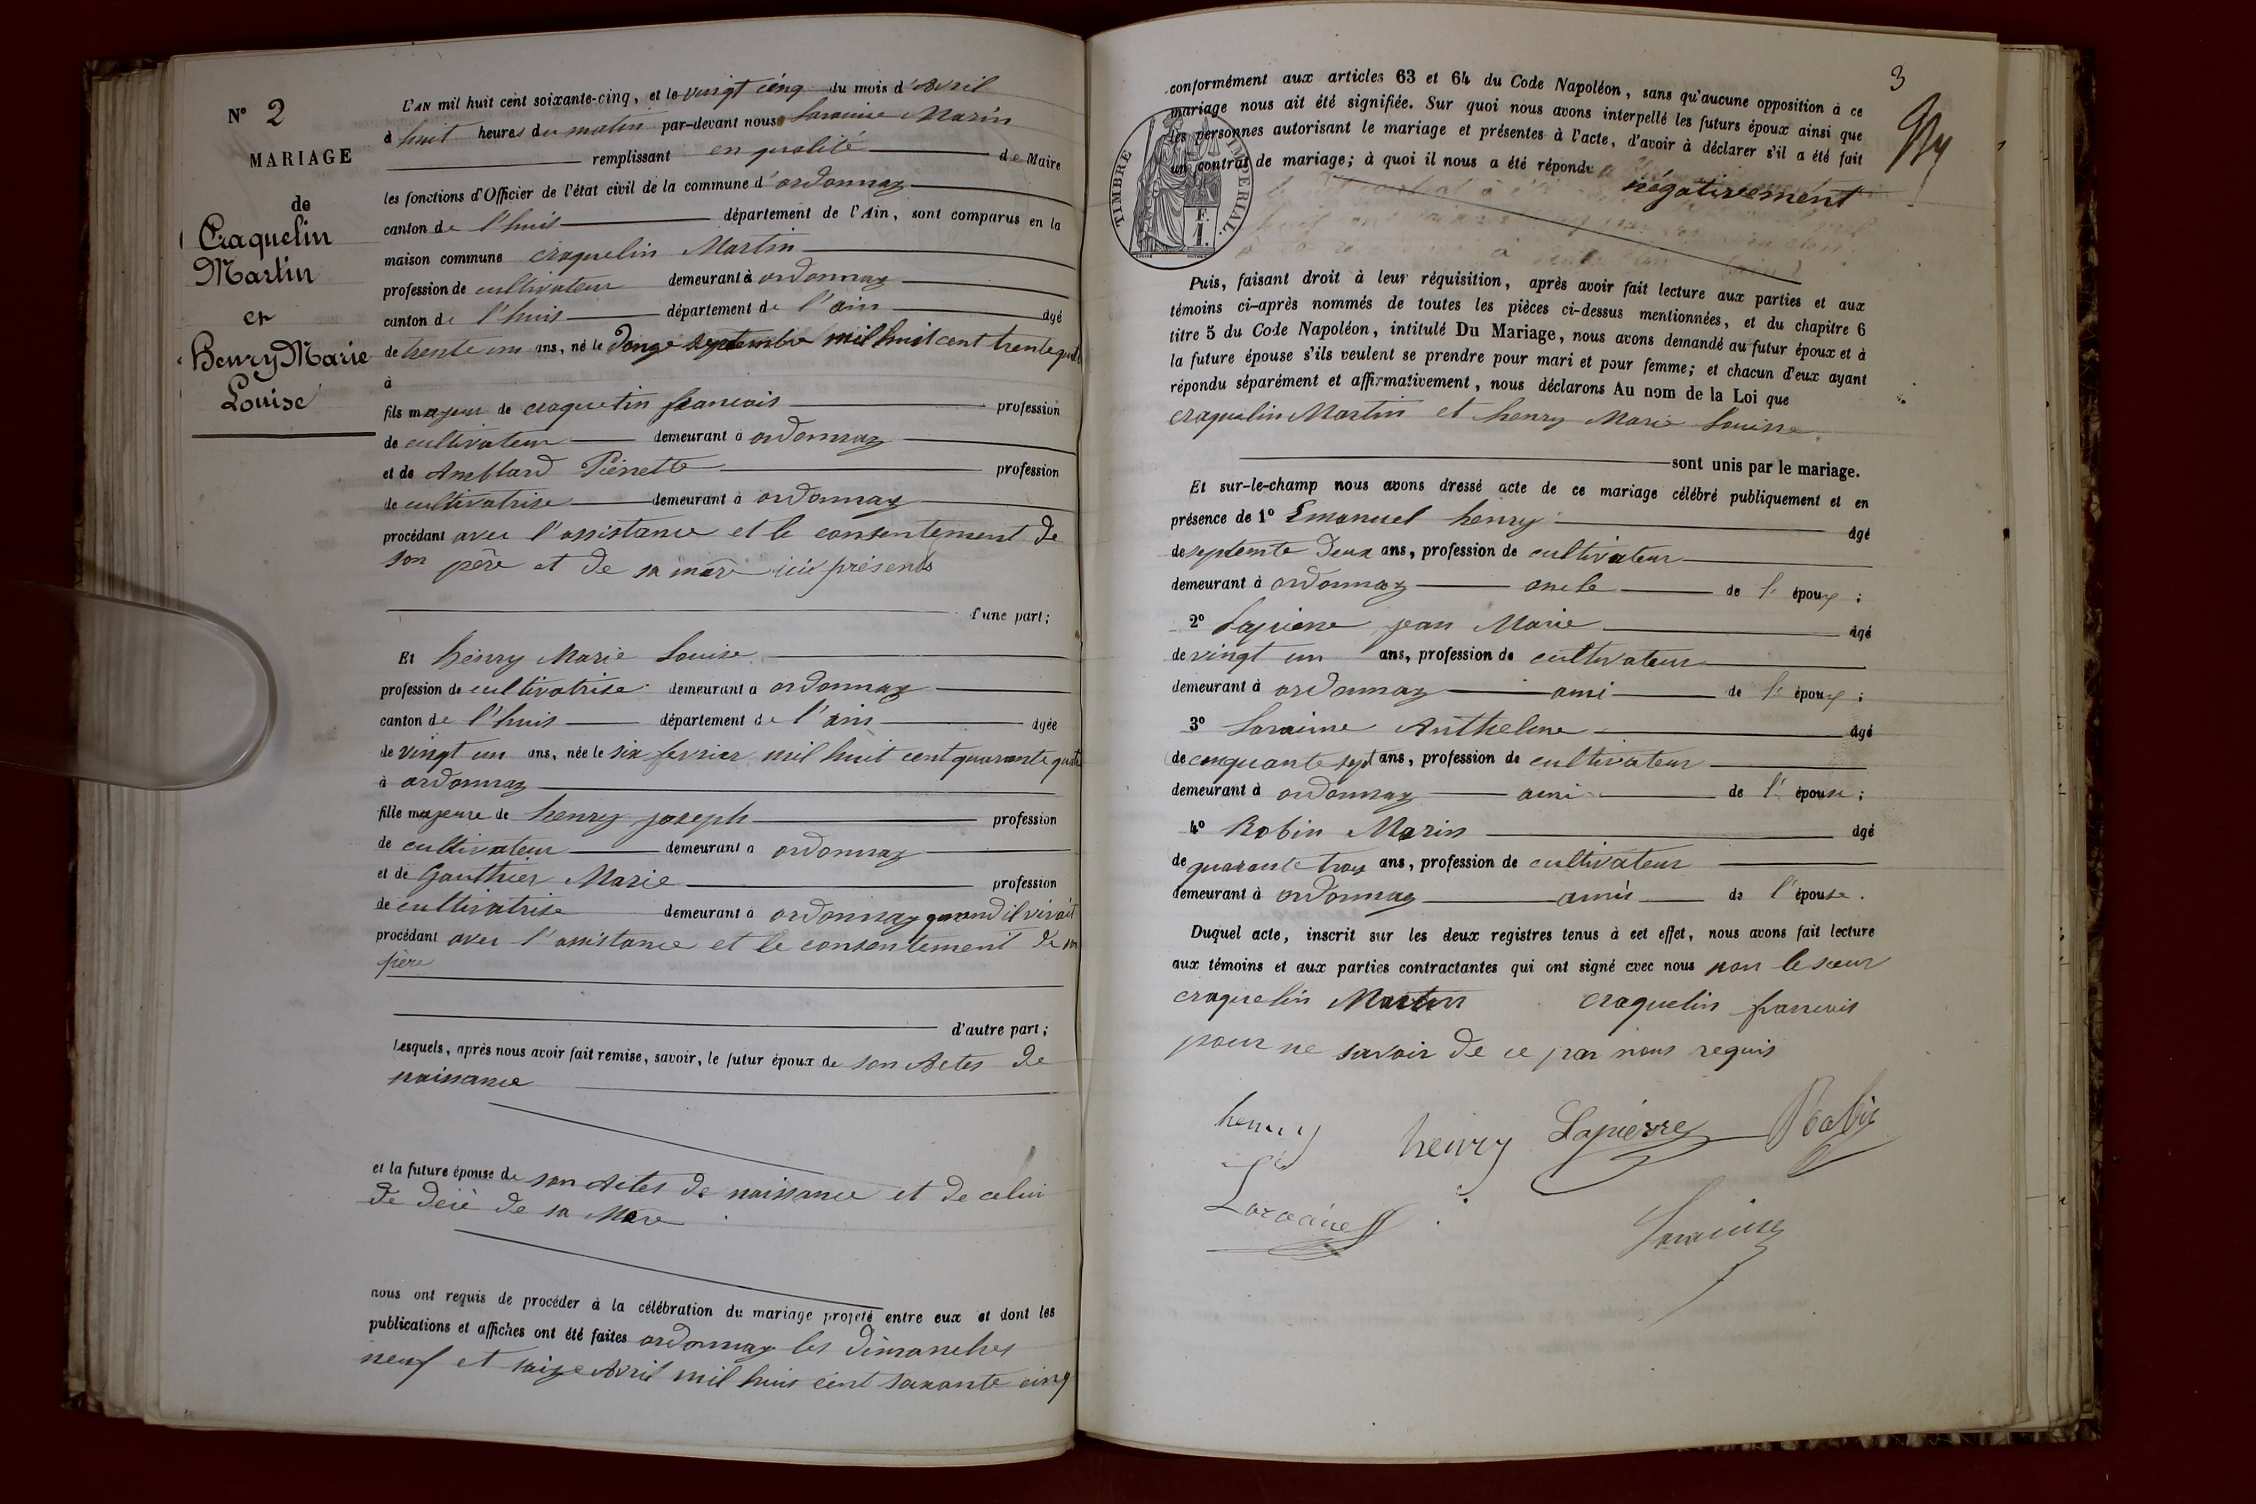 N° 2
MARIAGE
de
Craquelin
Martin
et
Henry Marie
Louise
L'AN mil huit cent soixante-cinq, et le vingt cinq du mois d'Avril
à huit heures du matin par-devant nous Laraime Marin
remplissant en qualité de Maire
les fonctions d'Officier de l'état civil de la commune d'ordonnaz
canton de l'huis département de l'Ain, sont comparus en la
maison commune craquelin Martin
profession de cultivateur demeurant à ordonnaz
canton de l'huis département de l'ain âgé
de trente un ans, né le Douze septembre mil huit cent trente quat
à
fils majeur de craquelin francois profession
de cultivateur demeurant à ordonnaz
et de Amblard Pierrette profession
de cultivatrise demeurant à ordonnaz
procédant avec l'assistance et le consentement de
son père et de sa mère ici présents
d'une part;
Et henry Marie Louise
profession de cultivatrise demeurant à ordonnaz
canton de l'huis département de l'ain âgée
de vingt un ans, née le six fevrier mil huit cent quarante quat
à ordonnaz
fille majeure de henry joseph profession
de cultivateur demeurant à ordonnaz
et de Gauthier Marie profession
de cultivatrise demeurant à ordonnaz quand il vivait
procédant avec l'assistance et le consentement de son
père
d'autre part;
Lesquels, après nous avoir fait remise, savoir, le futur époux de son Actes de
naissance
et la future épouse de son Actes de naissance et de celui
de décè de sa Mère
nous ont requis de procéder à la célébration du mariage projeté entre eux et dont les
publications et affiches ont été faites ordonnaz les Dimanches
neuf et saize Avril mil huis cent soixante cinq
3
conformément aux articles 63 et 64 du Code Napoléon, sans qu'aucune opposition à ce
mariage nous ait été signifiée. Sur quoi nous avons interpellé les futurs époux ainsi que
les personnes autorisant le mariage et présentes à l'acte, d'avoir à déclarer s'il a été fait
un contrat de mariage; à quoi il nous a été répondu
négativement
TIMBRE IMPERIAL
F. 1.
Puis, faisant droit à leur réquisition, après avoir fait lecture aux parties et aux
témoins ci-après nommés de toutes les pièces ci-dessus mentionnées, et du chapitre 6
titre 5 du Code Napoléon, intitulé Du Mariage, nous avons demandé au futur époux et à
la future épouse s'ils veulent se prendre pour mari et pour femme; et chacun d'eux ayant
répondu séparément et affirmativement, nous déclarons Au nom de la Loi que
craquelin Martin et henry Marie Louise
sont unis par le mariage.
Et sur-le-champ nous avons dressé acte de ce mariage célébré publiquement et en
présence de 1° Emanuel henry âgé
de septente Deux ans, profession de cultivateur
demeurant à ordonnaz oncle de l'époux;
2° Lapierre jean Marie âgé
de vingt un ans, profession de cultivateur
demeurant à ordonnaz ami de l'époux;
3° Laraime Anthelme âgé
de cinquante sept ans, profession de cultivateur
demeurant à ordonnaz ami de l'épouse;
4° Robin Marin âgé
de quarante trois ans, profession de cultivateur
demeurant à ordonnaz amis de l'épouse.
Duquel acte, inscrit sur les deux registres tenus à cet effet, nous avons fait lecture
aux témoins et aux parties contractantes qui ont signé avec nous non le sieur
craquelin Martin craquelin francois
pour ne savoir de ce par nous requis
henry
henry Lapierre Robin
Laraime
Laraime